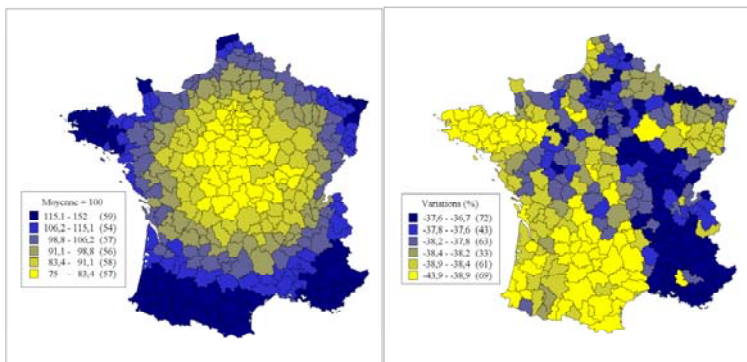 Moyenne = 100
115,1 - 152 (59)
106,2 - 115,1 (54)
98,8 - 106,2 (57)
91,1 - 98,8 (56)
83,4 - 91,1 (58)
75 - 83,4 (57)
Variations (%)
-37,6 - -36,7 (72)
-37,8 - -37,6 (43)
-38,2 - -37,8 (63)
-38,4 - -38,2 (33)
-38,9 - -38,4 (61)
-43,9 - -38,9 (69)